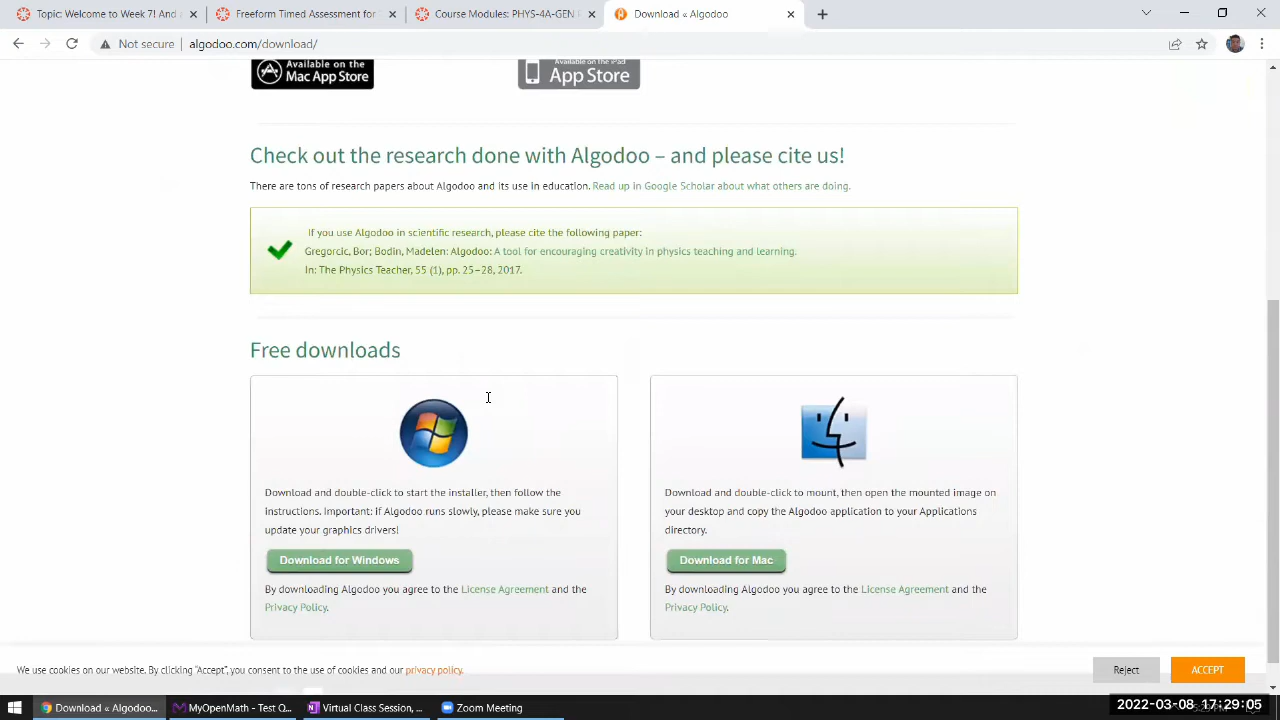 Topic: Welcome to Week 7! And
Freeform Timed Assessment for
Course Modules: PHYS-4A-GEN P
Download « Algodoo
Not secure
algodoo.com/download/
Available on the
Mac App Store
Available on the iPad
App Store
Check out the research done with Algodoo – and please cite us!
There are tons of research papers about Algodoo and its use in education. Read up in Google Scholar about what others are doing.
If you use Algodoo in scientific research, please cite the following paper:
Gregorcic, Bor; Bodin, Madelen: Algodoo: A tool for encouraging creativity in physics teaching and learning.
In: The Physics Teacher, 55 (1), pp. 25–28, 2017.
Free downloads
Download and double-click to start the installer, then follow the
instructions. Important: if Algodoo runs slowly, please make sure you
update your graphics drivers!
Download for Windows
By downloading Algodoo you agree to the License Agreement and the
Privacy Policy.
Download and double-click to mount, then open the mounted image on
your desktop and copy the Algodoo application to your Applications
directory.
Download for Mac
By downloading Algodoo you agree to the License Agreement and the
Privacy Policy.
We use cookies on our website. By clicking "Accept", you consent to the use of cookies and our privacy policy.
Reject
ACCEPT
Download « Algodoo...
MyOpenMath - Test Q...
Virtual Class Session, ...
Zoom Meeting
2022-03-08 17:29:05